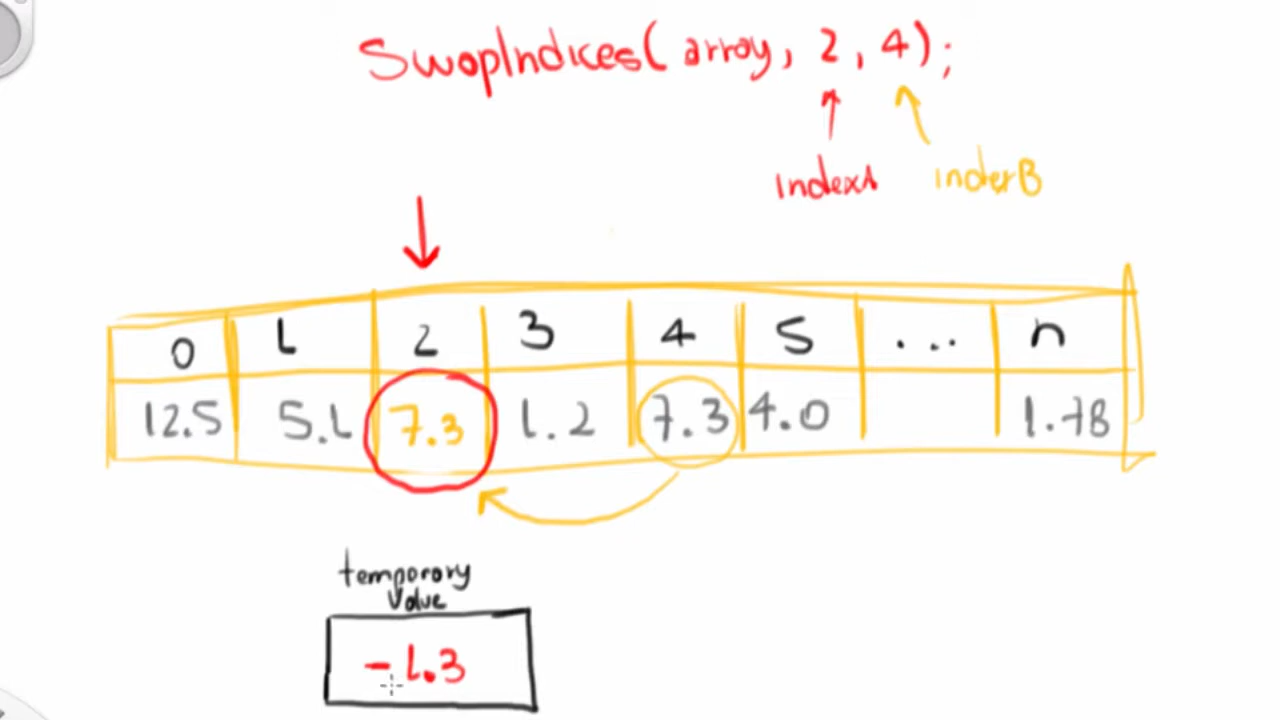 SwapIndices( array, 2, 4);
indexA inderB
0 1 2 3 4 5 ... n
12.5 5.1 7.3 1.2 7.3 4.0 1.78
temporary
Value
-1.3